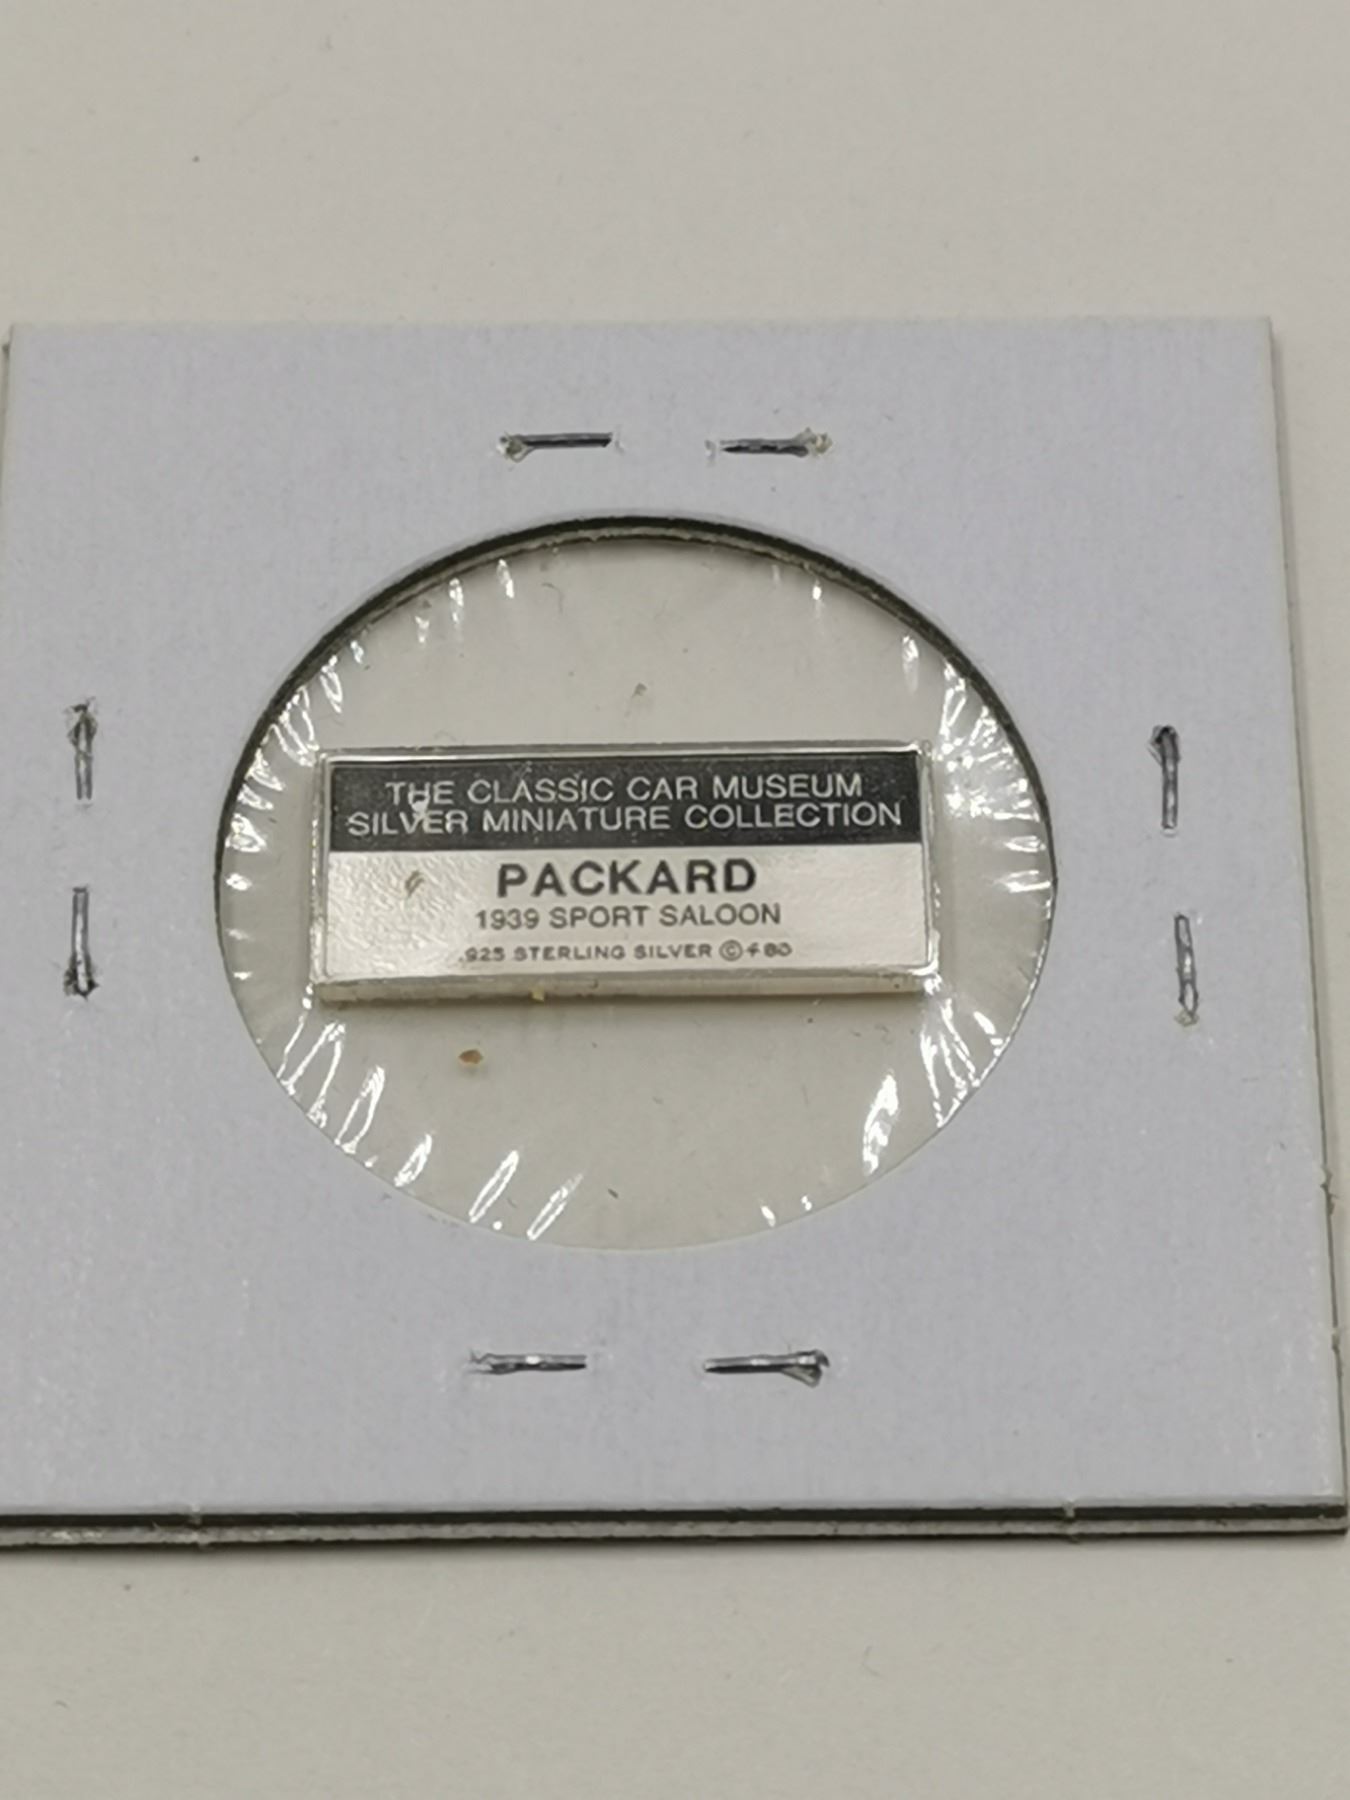 THE CLASSIC CAR MUSEUM
SILVER MINIATURE COLLECTION
PACKARD
1939 SPORT SALOON
.925 STERLING SILVER ©